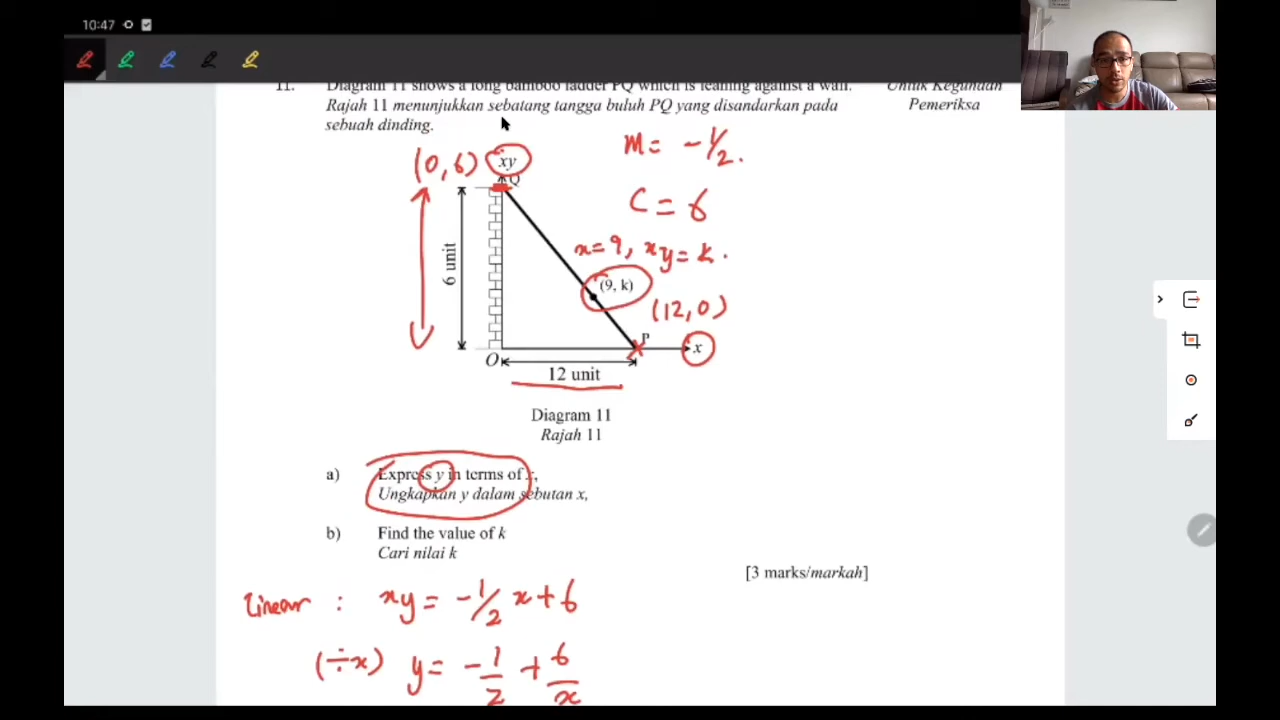 10:47
11. Diagram 11 shows a long bamboo ladder PQ which is leaning against a wall. Untuk Kegunaan
Rajah 11 menunjukkan sebatang tangga buluh PQ yang disandarkan pada Pemeriksa
sebuah dinding.
m = -1/2.
(0,6) xy
Q
C = 6
6 unit
x=9, xy=k.
(9, k)
(12,0)
P
O x
12 unit
Diagram 11
Rajah 11
a) Express y in terms of x,
Ungkapkan y dalam sebutan x,
b) Find the value of k
Cari nilai k
[3 marks/markah]
Linear : xy = -1/2 x + 6
(÷x) y = -1/2 + 6/x